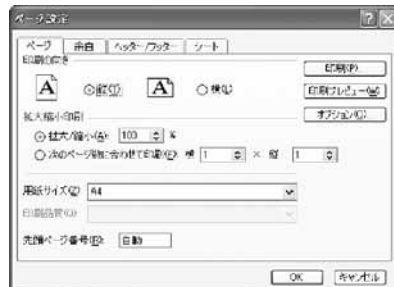 ページ設定
ページ 余白 ヘッダー/フッター シート
印刷の向き
印刷(P)
A 縦(T) A 横(L)
印刷プレビュー(W)
拡大縮小印刷
オプション(O)
拡大/縮小(A): 100 %
次のページ数に合わせて印刷(F): 横 1 × 縦 1
用紙サイズ(Z): A4
印刷品質(Q):
先頭ページ番号(R): 自動
OK キャンセル